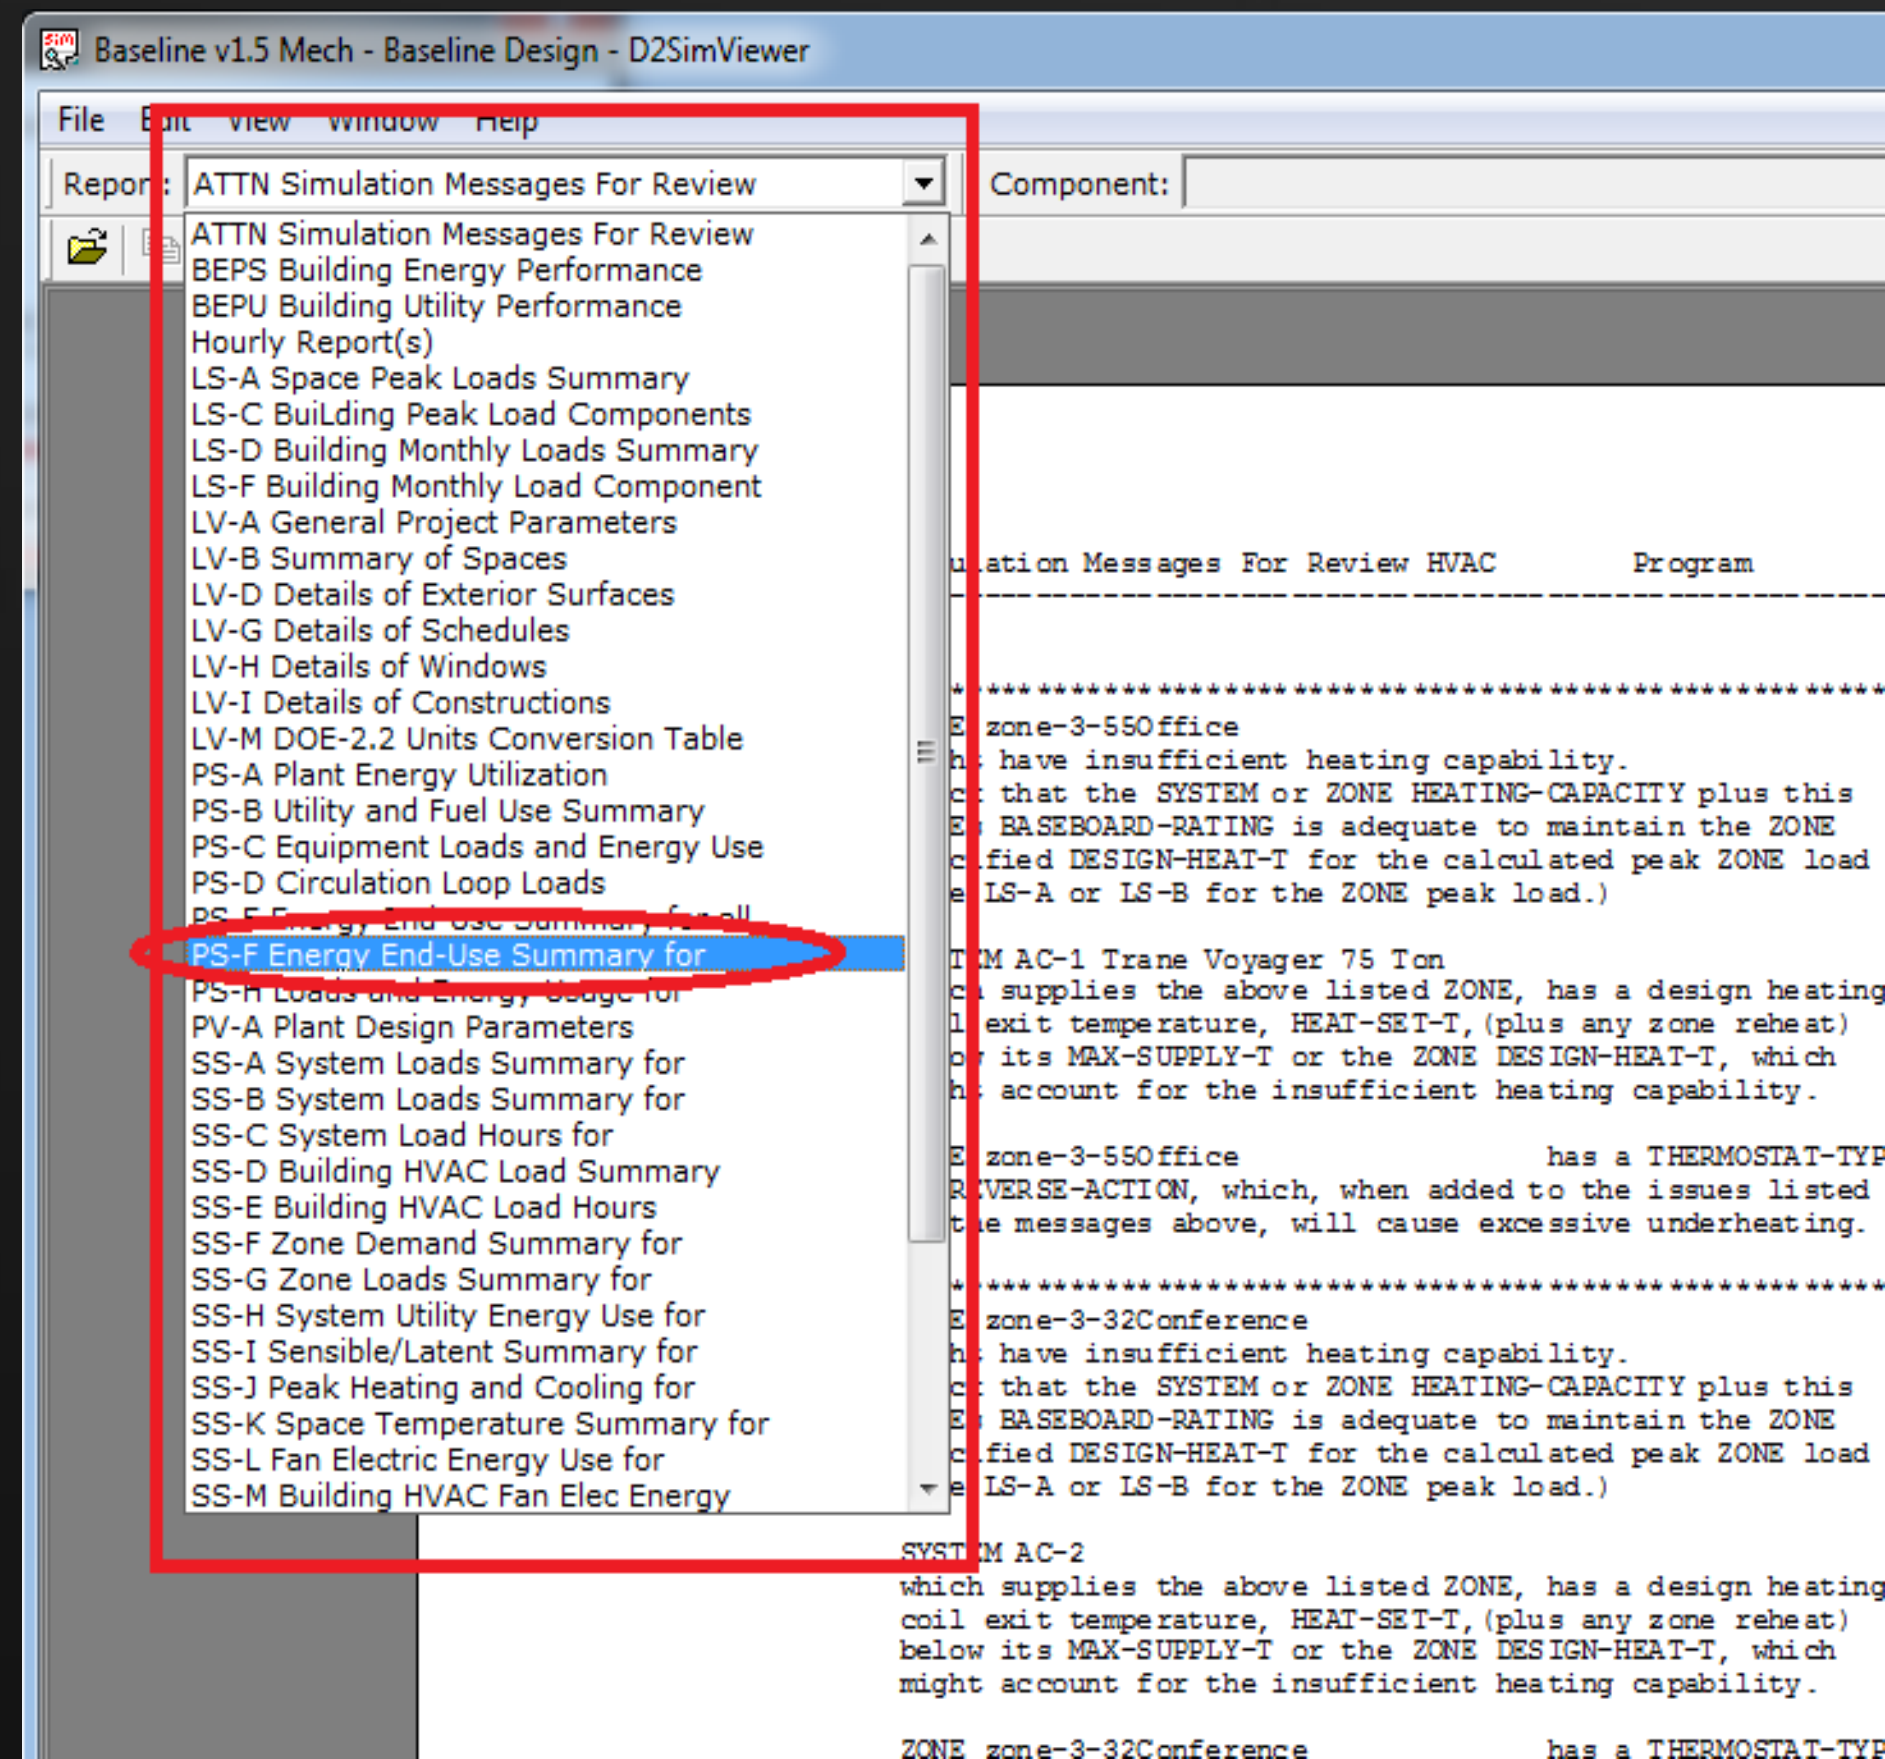 Baseline v1.5 Mech - Baseline Design - D2SimViewer
File Edit View Window Help
Report: ATTN Simulation Messages For Review Component:
ATTN Simulation Messages For Review
BEPS Building Energy Performance
BEPU Building Utility Performance
Hourly Report(s)
LS-A Space Peak Loads Summary
LS-C BuiLding Peak Load Components
LS-D Building Monthly Loads Summary
LS-F Building Monthly Load Component
LV-A General Project Parameters
LV-B Summary of Spaces
LV-D Details of Exterior Surfaces
LV-G Details of Schedules
LV-H Details of Windows
LV-I Details of Constructions
LV-M DOE-2.2 Units Conversion Table
PS-A Plant Energy Utilization
PS-B Utility and Fuel Use Summary
PS-C Equipment Loads and Energy Use
PS-D Circulation Loop Loads
PS-E Energy End-Use Summary for all
PS-F Energy End-Use Summary for
PS-H Loads and Energy Usage for
PV-A Plant Design Parameters
SS-A System Loads Summary for
SS-B System Loads Summary for
SS-C System Load Hours for
SS-D Building HVAC Load Summary
SS-E Building HVAC Load Hours
SS-F Zone Demand Summary for
SS-G Zone Loads Summary for
SS-H System Utility Energy Use for
SS-I Sensible/Latent Summary for
SS-J Peak Heating and Cooling for
SS-K Space Temperature Summary for
SS-L Fan Electric Energy Use for
SS-M Building HVAC Fan Elec Energy
Messages For Review HVAC Program
zone-3-55Office
have insufficient heating capability.
that the SYSTEM or ZONE HEATING-CAPACITY plus this
BASEBOARD-RATING is adequate to maintain the ZONE
DESIGN-HEAT-T for the calculated peak ZONE load
LS-A or LS-B for the ZONE peak load.)
AC-1 Trane Voyager 75 Ton
supplies the above listed ZONE, has a design heating
exit temperature, HEAT-SET-T,(plus any zone reheat)
its MAX-SUPPLY-T or the ZONE DESIGN-HEAT-T, which
account for the insufficient heating capability.
zone-3-55Office has a THERMOSTAT-TYP
REVERSE-ACTION, which, when added to the issues listed
the messages above, will cause excessive underheating.
zone-3-32Conference
have insufficient heating capability.
that the SYSTEM or ZONE HEATING-CAPACITY plus this
BASEBOARD-RATING is adequate to maintain the ZONE
DESIGN-HEAT-T for the calculated peak ZONE load
LS-A or LS-B for the ZONE peak load.)
SYSTEM AC-2
which supplies the above listed ZONE, has a design heating
coil exit temperature, HEAT-SET-T,(plus any zone reheat)
below its MAX-SUPPLY-T or the ZONE DESIGN-HEAT-T, which
might account for the insufficient heating capability.
ZONE zone-3-32Conference has a THERMOSTAT-TYP